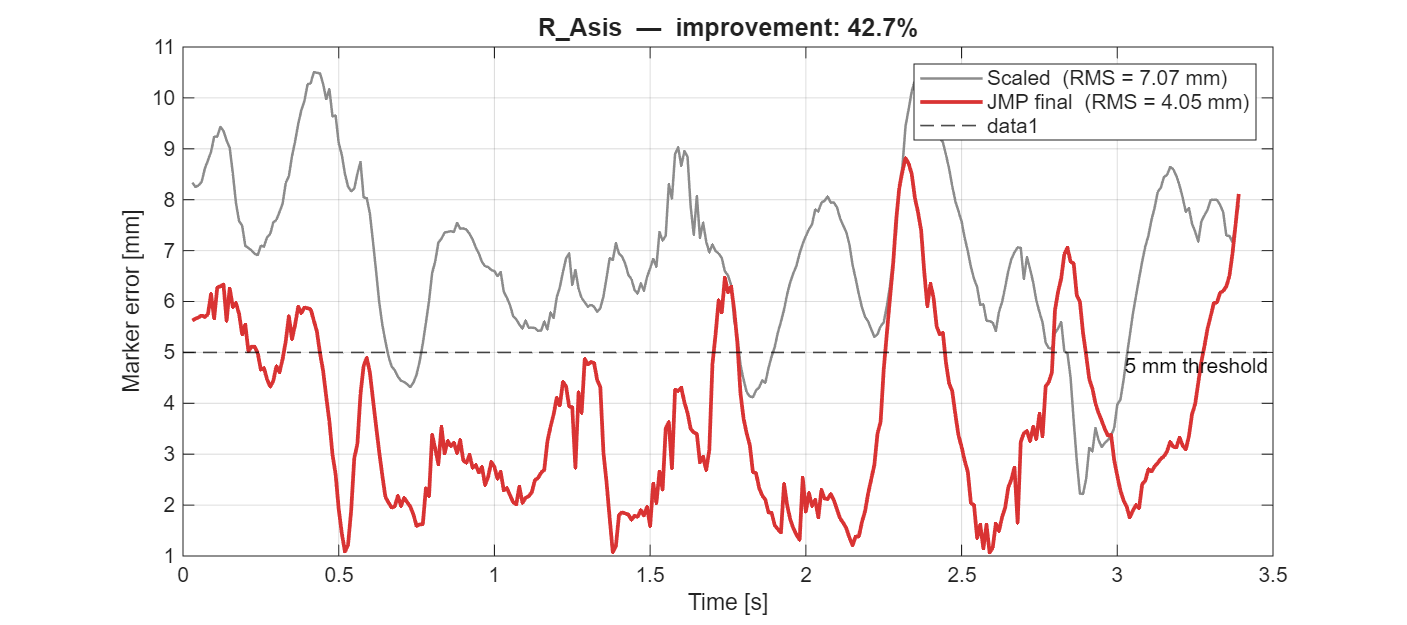 R_Asis — improvement: 42.7%
Scaled (RMS = 7.07 mm)
JMP final (RMS = 4.05 mm)
data1
5 mm threshold
Marker error [mm]
11
10
9
8
7
6
5
4
3
2
1
0
0.5
1
1.5
2
2.5
3
3.5
Time [s]